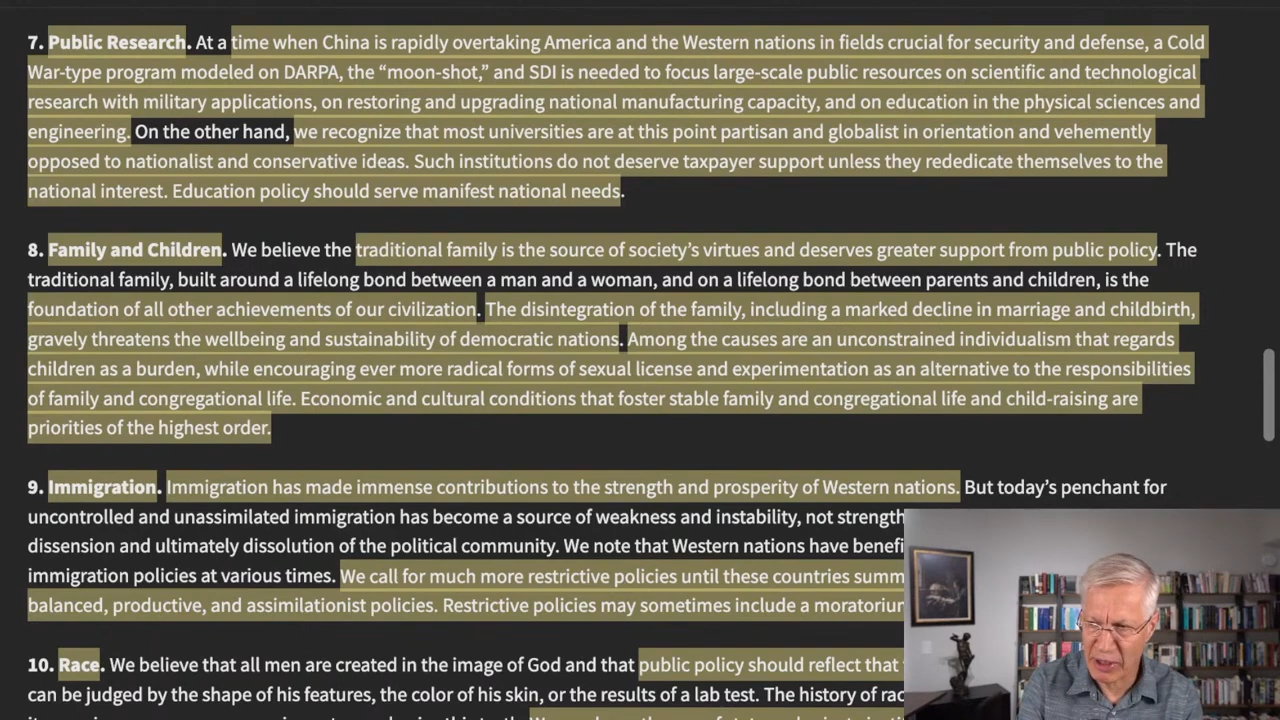 7. Public Research. At a time when China is rapidly overtaking America and the Western nations in fields crucial for security and defense, a Cold
War-type program modeled on DARPA, the “moon-shot,” and SDI is needed to focus large-scale public resources on scientific and technological
research with military applications, on restoring and upgrading national manufacturing capacity, and on education in the physical sciences and
engineering. On the other hand, we recognize that most universities are at this point partisan and globalist in orientation and vehemently
opposed to nationalist and conservative ideas. Such institutions do not deserve taxpayer support unless they rededicate themselves to the
national interest. Education policy should serve manifest national needs.
8. Family and Children. We believe the traditional family is the source of society’s virtues and deserves greater support from public policy. The
traditional family, built around a lifelong bond between a man and a woman, and on a lifelong bond between parents and children, is the
foundation of all other achievements of our civilization. The disintegration of the family, including a marked decline in marriage and childbirth,
gravely threatens the wellbeing and sustainability of democratic nations. Among the causes are an unconstrained individualism that regards
children as a burden, while encouraging ever more radical forms of sexual license and experimentation as an alternative to the responsibilities
of family and congregational life. Economic and cultural conditions that foster stable family and congregational life and child-raising are
priorities of the highest order.
9. Immigration. Immigration has made immense contributions to the strength and prosperity of Western nations. But today’s penchant for
uncontrolled and unassimilated immigration has become a source of weakness and instability, not strength
dissension and ultimately dissolution of the political community. We note that Western nations have benefi
immigration policies at various times. We call for much more restrictive policies until these countries summ
balanced, productive, and assimilationist policies. Restrictive policies may sometimes include a moratorium
10. Race. We believe that all men are created in the image of God and that public policy should reflect that
can be judged by the shape of his features, the color of his skin, or the results of a lab test. The history of rac